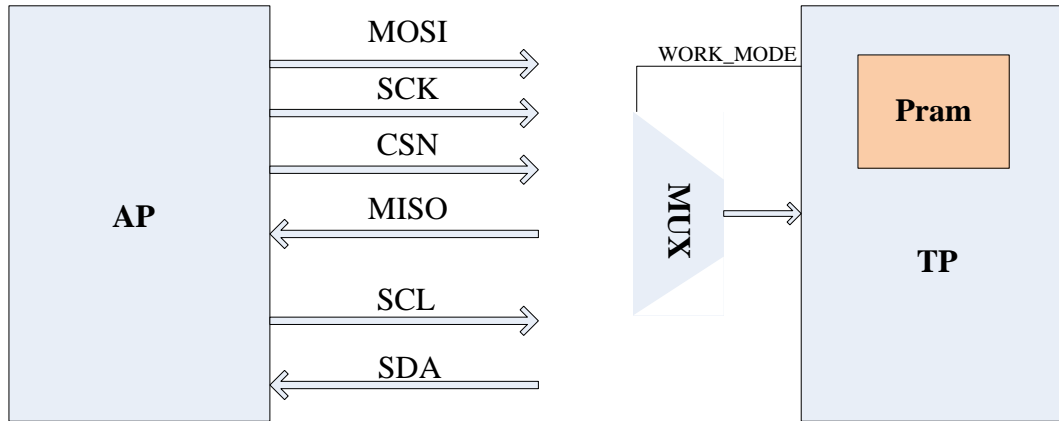 MOSI
SCK
CSN
MISO
SCL
SDA
AP
WORK_MODE
MUX
Pram
TP